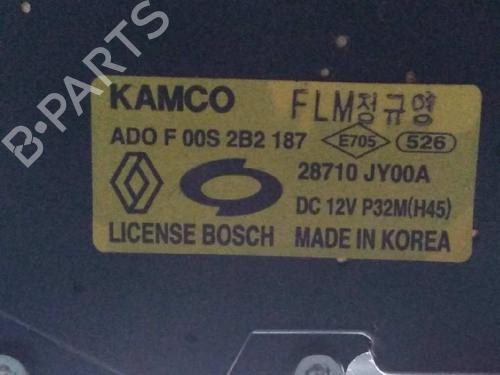 B-PARTS
KAMCO FLM정규영
ADO F 00S 2B2 187 E705 526
28710 JY00A
DC 12V P32M(H45)
LICENSE BOSCH MADE IN KOREA